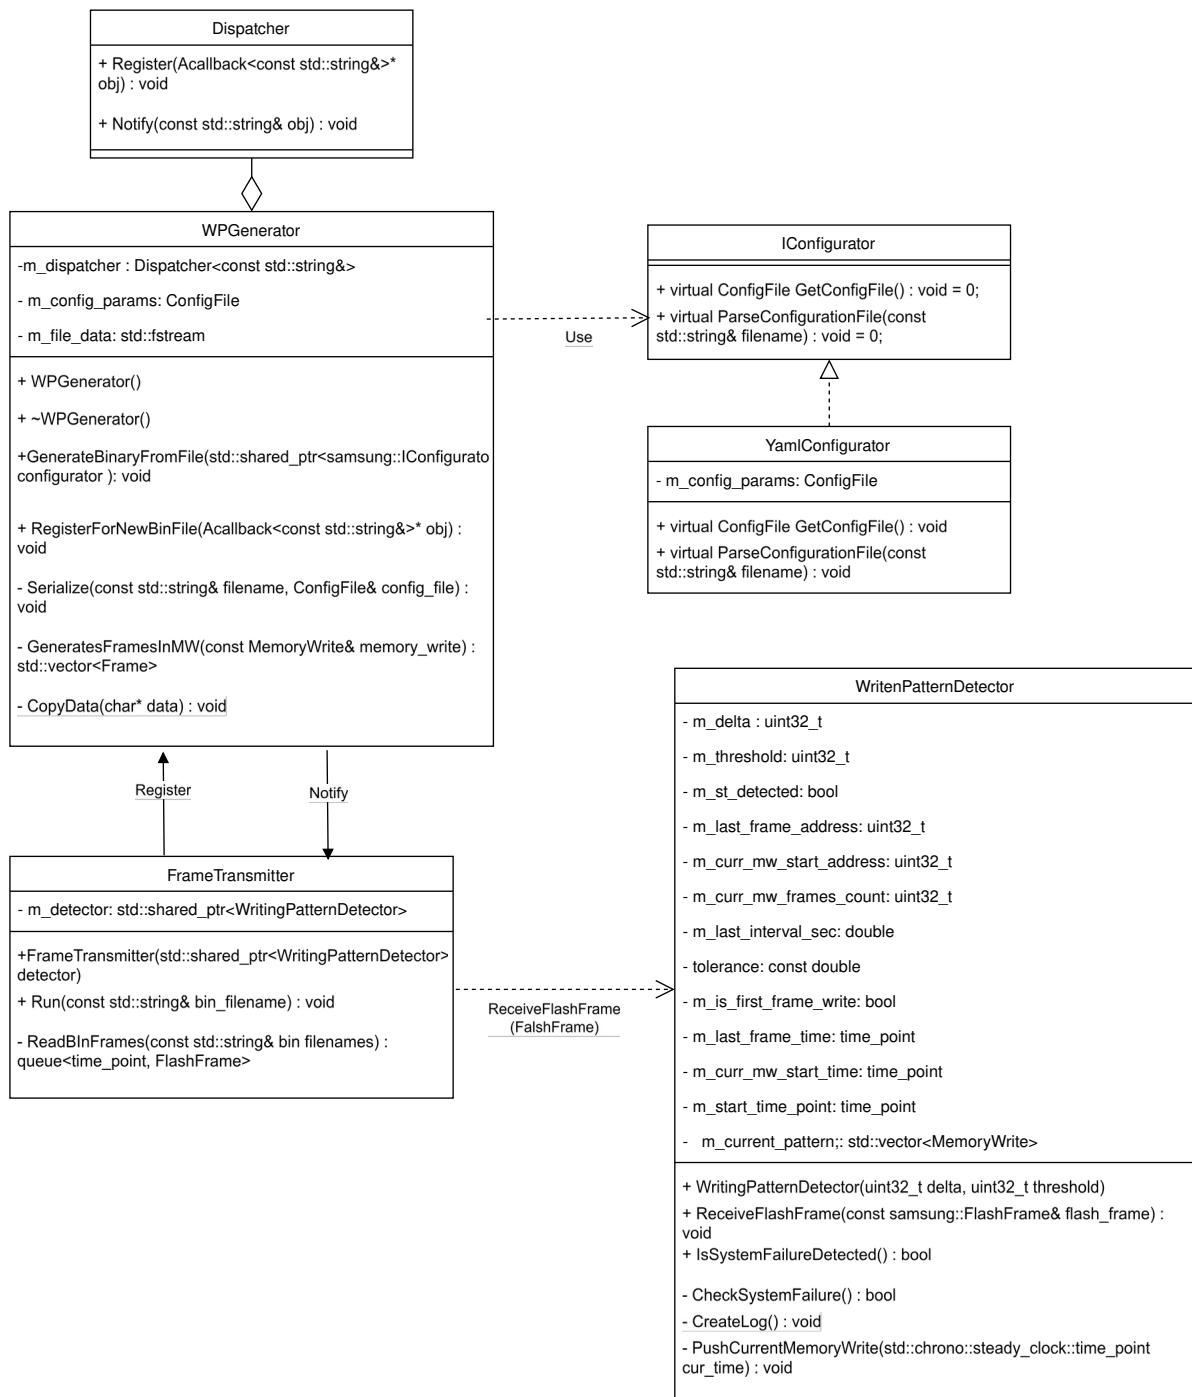 Dispatcher
+ Register(Acallback<const std::string&>*
obj) : void
+ Notify(const std::string& obj) : void
WPGenerator
-m_dispatcher : Dispatcher<const std::string&>
- m_config_params: ConfigFile
- m_file_data: std::fstream
+ WPGenerator()
+ ~WPGenerator()
+GenerateBinaryFromFile(std::shared_ptr<samsung::IConfigurato
configurator ): void
+ RegisterForNewBinFile(Acallback<const std::string&>* obj) :
void
- Serialize(const std::string& filename, ConfigFile& config_file) :
void
- GeneratesFramesInMW(const MemoryWrite& memory_write) :
std::vector<Frame>
- CopyData(char* data) : void
Use
IConfigurator
+ virtual ConfigFile GetConfigFile() : void = 0;
+ virtual ParseConfigurationFile(const
std::string& filename) : void = 0;
YamlConfigurator
- m_config_params: ConfigFile
+ virtual ConfigFile GetConfigFile() : void
+ virtual ParseConfigurationFile(const
std::string& filename) : void
Register
Notify
FrameTransmitter
- m_detector: std::shared_ptr<WritingPatternDetector>
+FrameTransmitter(std::shared_ptr<WritingPatternDetector>
detector)
+ Run(const std::string& bin_filename) : void
- ReadBInFrames(const std::string& bin filenames) :
queue<time_point, FlashFrame>
ReceiveFlashFrame
(FalshFrame)
WritenPatternDetector
- m_delta : uint32_t
- m_threshold: uint32_t
- m_st_detected: bool
- m_last_frame_address: uint32_t
- m_curr_mw_start_address: uint32_t
- m_curr_mw_frames_count: uint32_t
- m_last_interval_sec: double
- tolerance: const double
- m_is_first_frame_write: bool
- m_last_frame_time: time_point
- m_curr_mw_start_time: time_point
- m_start_time_point: time_point
- m_current_pattern;: std::vector<MemoryWrite>
+ WritingPatternDetector(uint32_t delta, uint32_t threshold)
+ ReceiveFlashFrame(const samsung::FlashFrame& flash_frame) :
void
+ IsSystemFailureDetected() : bool
- CheckSystemFailure() : bool
- CreateLog() : void
- PushCurrentMemoryWrite(std::chrono::steady_clock::time_point
cur_time) : void